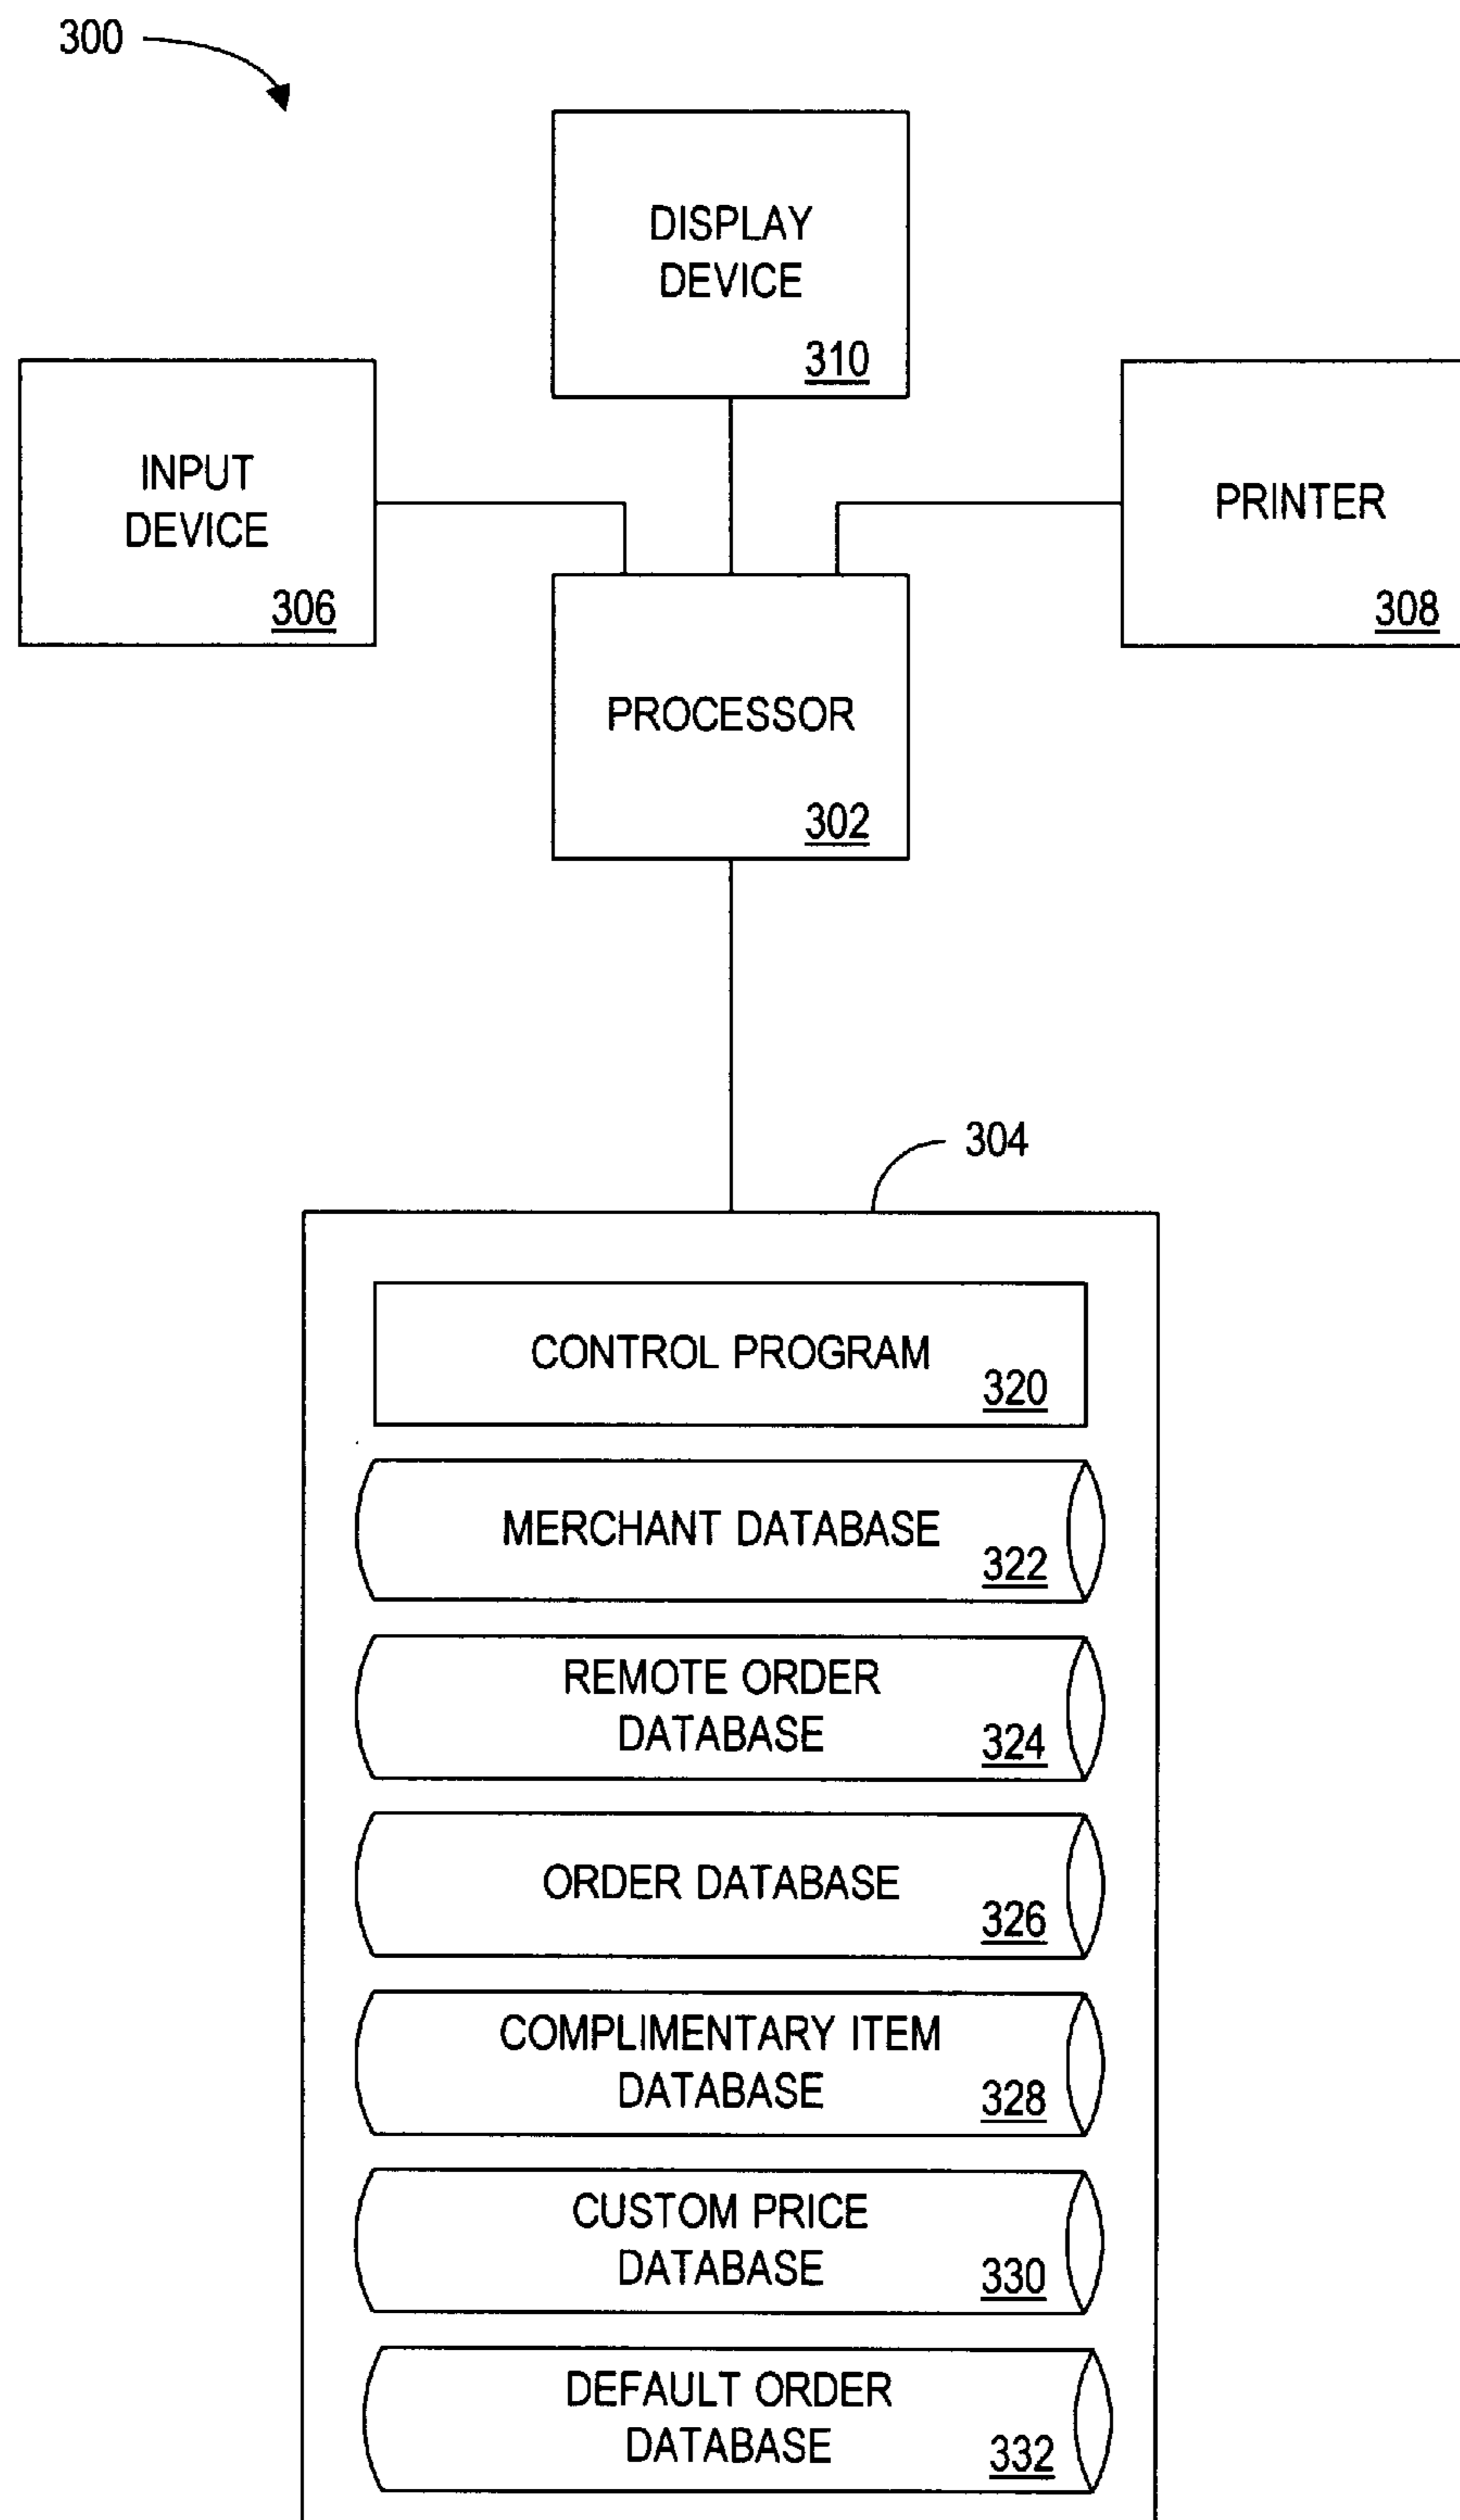 300
DISPLAY
DEVICE
310
INPUT
DEVICE
306
PRINTER
308
PROCESSOR
302
304
CONTROL PROGRAM
320
MERCHANT DATABASE
322
REMOTE ORDER
DATABASE
324
ORDER DATABASE
326
COMPLIMENTARY ITEM
DATABASE
328
CUSTOM PRICE
DATABASE
330
DEFAULT ORDER
DATABASE
332